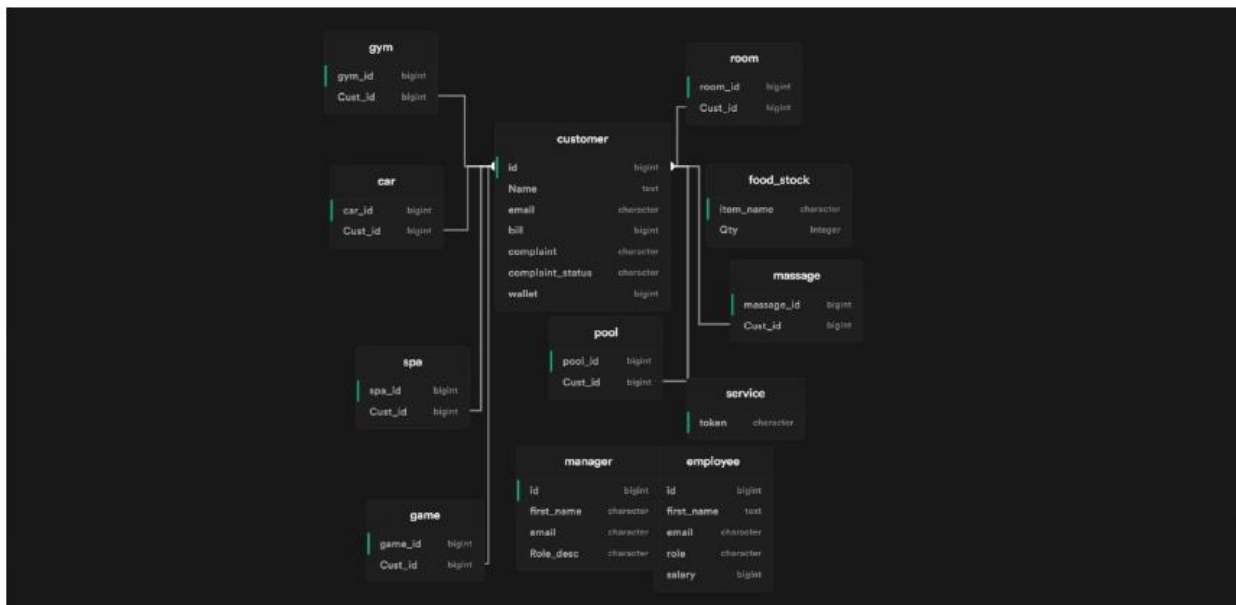 gym
gym_id bigint
Cust_id bigint
room
room_id bigint
Cust_id bigint
customer
id bigint
Name text
email character
bill bigint
complaint character
complaint_status character
wallet bigint
car
car_id bigint
Cust_id bigint
food_stock
item_name character
Qty Integer
massage
massage_id bigint
Cust_id bigint
pool
pool_id bigint
Cust_id bigint
spa
spa_id bigint
Cust_id bigint
service
token character
manager
id bigint
first_name character
email character
Role_desc character
employee
id bigint
first_name text
email character
role character
salary bigint
game
game_id bigint
Cust_id bigint